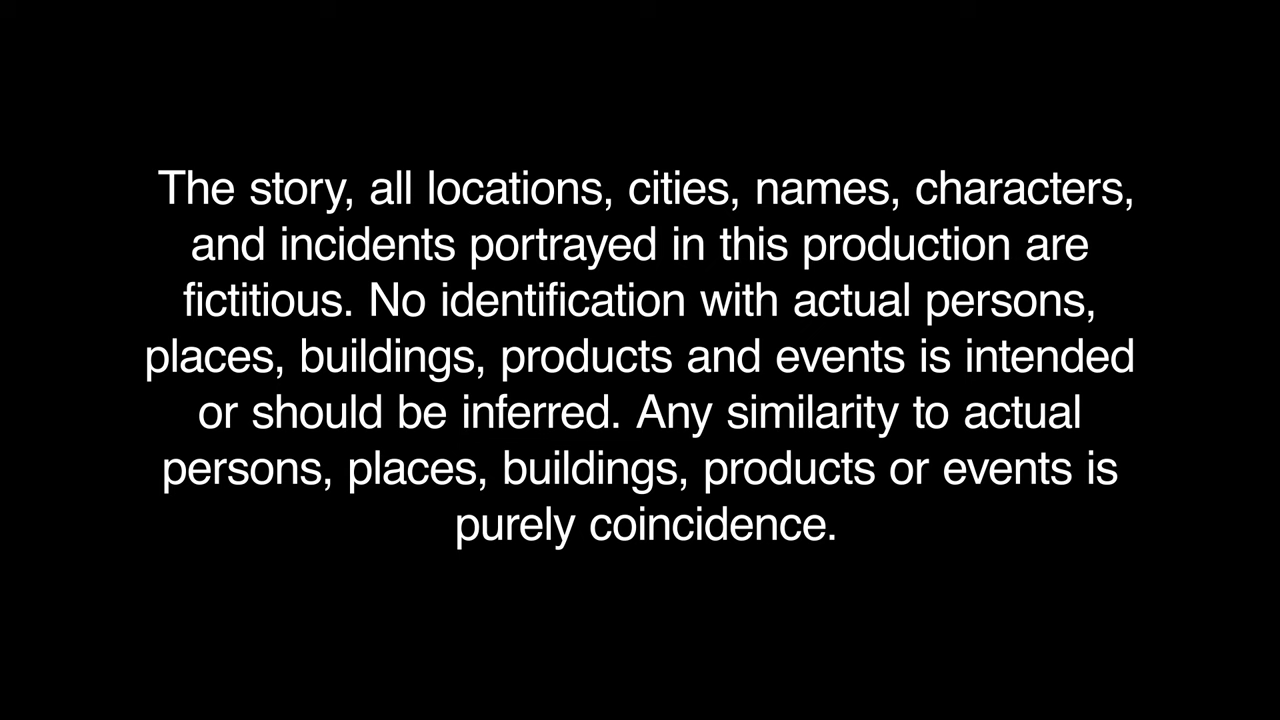 The story, all locations, cities, names, characters,
and incidents portrayed in this production are
fictitious. No identification with actual persons,
places, buildings, products and events is intended
or should be inferred. Any similarity to actual
persons, places, buildings, products or events is
purely coincidence.